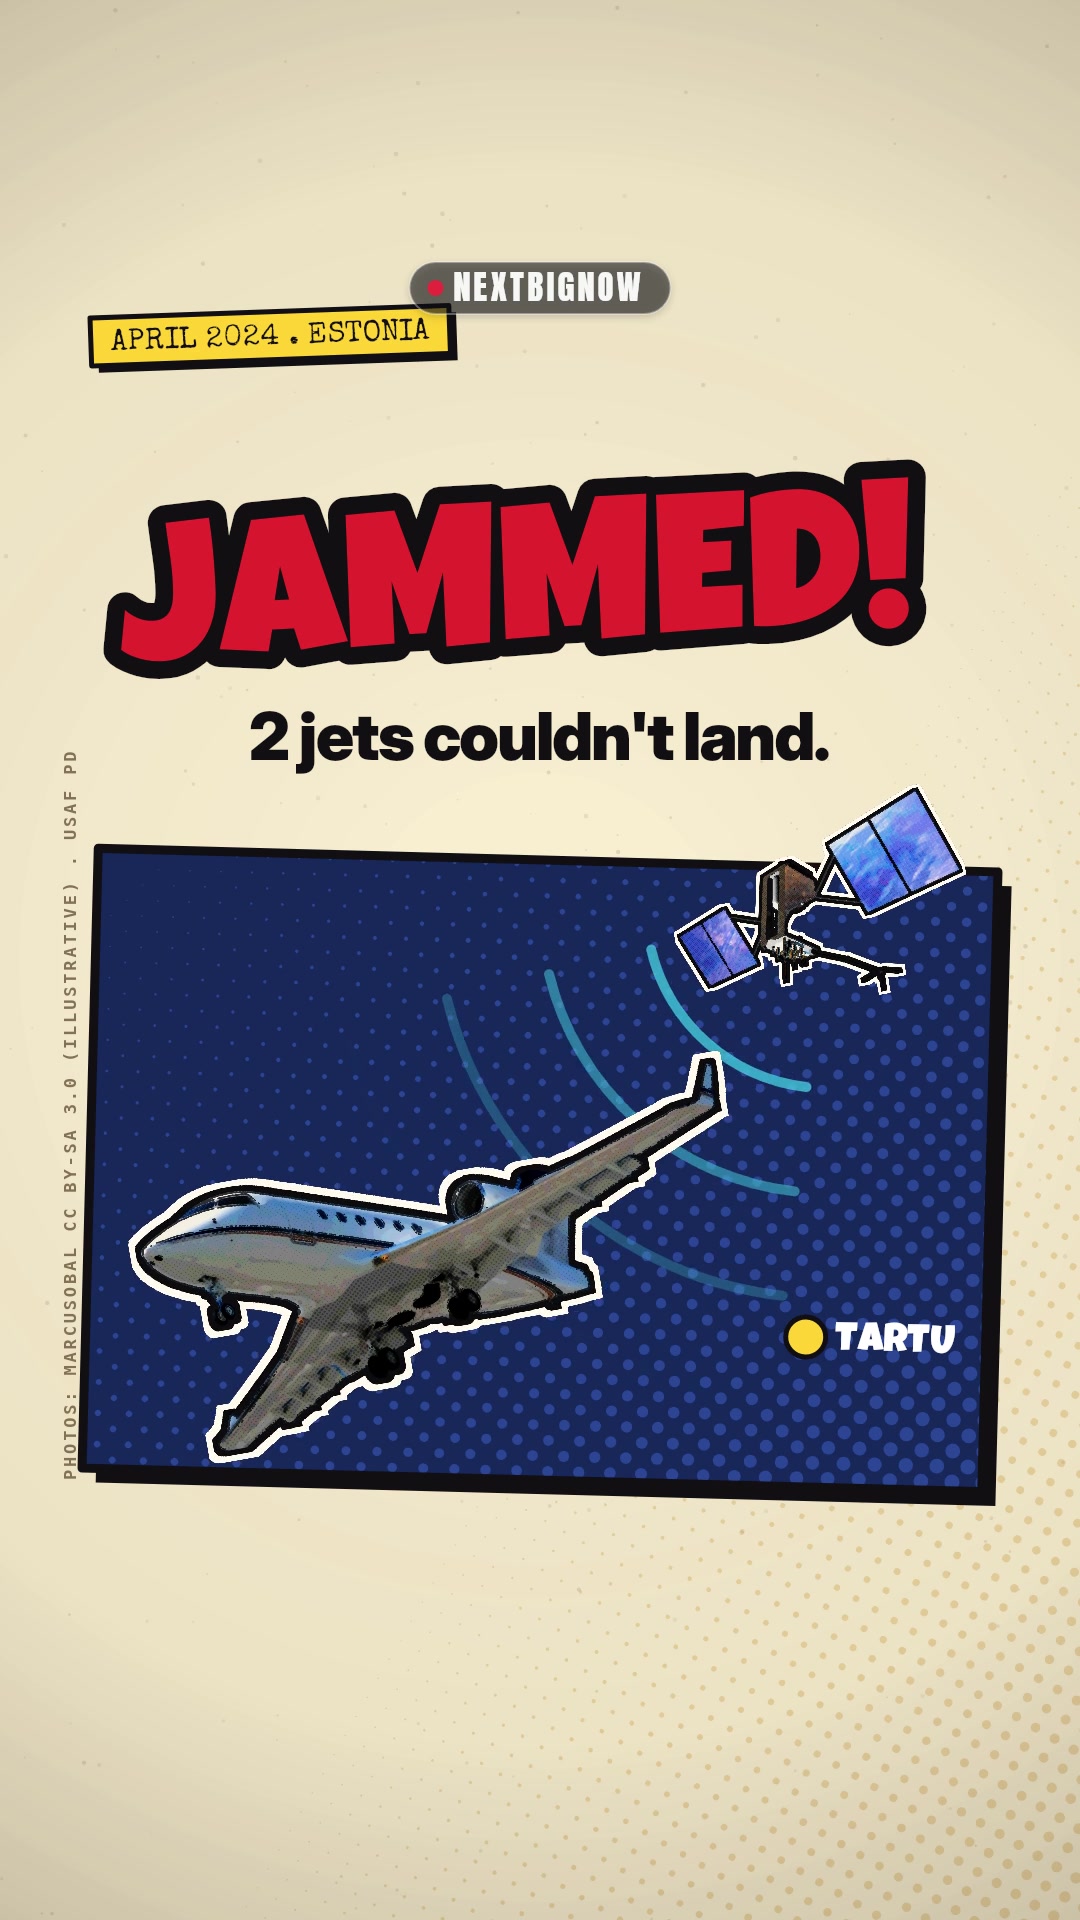 NEXTBIGNOW
APRIL 2024 . ESTONIA
JAMMED!
2 jets couldn't land.
PHOTOS: MARCUSOBAL CC BY-SA 3.0 (ILLUSTRATIVE) . USAF PD
TARTU